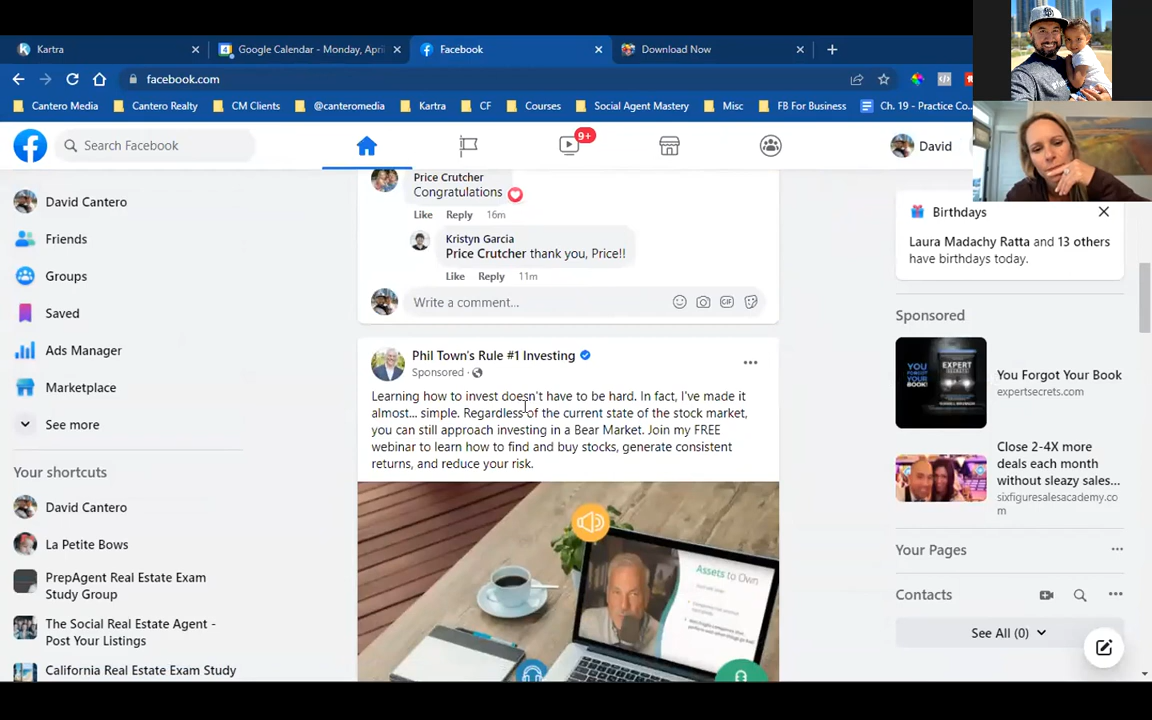 Kartra
Google Calendar - Monday, April
Facebook
Download Now
facebook.com
Cantero Media
Cantero Realty
CM Clients
@canteromedia
Kartra
CF
Courses
Social Agent Mastery
Misc
FB For Business
Ch. 19 - Practice Co...
Search Facebook
9+
David
David Cantero
Friends
Groups
Saved
Ads Manager
Marketplace
See more
Your shortcuts
David Cantero
La Petite Bows
PrepAgent Real Estate Exam
Study Group
The Social Real Estate Agent -
Post Your Listings
California Real Estate Exam Study
Price Crutcher
Congratulations
Like Reply 16m
Kristyn Garcia
Price Crutcher thank you, Price!!
Like Reply 11m
Write a comment...
GIF
Phil Town's Rule #1 Investing
Sponsored ·
Learning how to invest doesn't have to be hard. In fact, I've made it
almost... simple. Regardless of the current state of the stock market,
you can still approach investing in a Bear Market. Join my FREE
webinar to learn how to find and buy stocks, generate consistent
returns, and reduce your risk.
Assets to Own
Birthdays
Laura Madachy Ratta and 13 others
have birthdays today.
Sponsored
EXPERT
SECRETS
You Forgot Your Book
expertsecrets.com
Close 2-4X more
deals each month
without sleazy sales...
sixfiguresalesacademy.co
m
Your Pages
Contacts
See All (0)